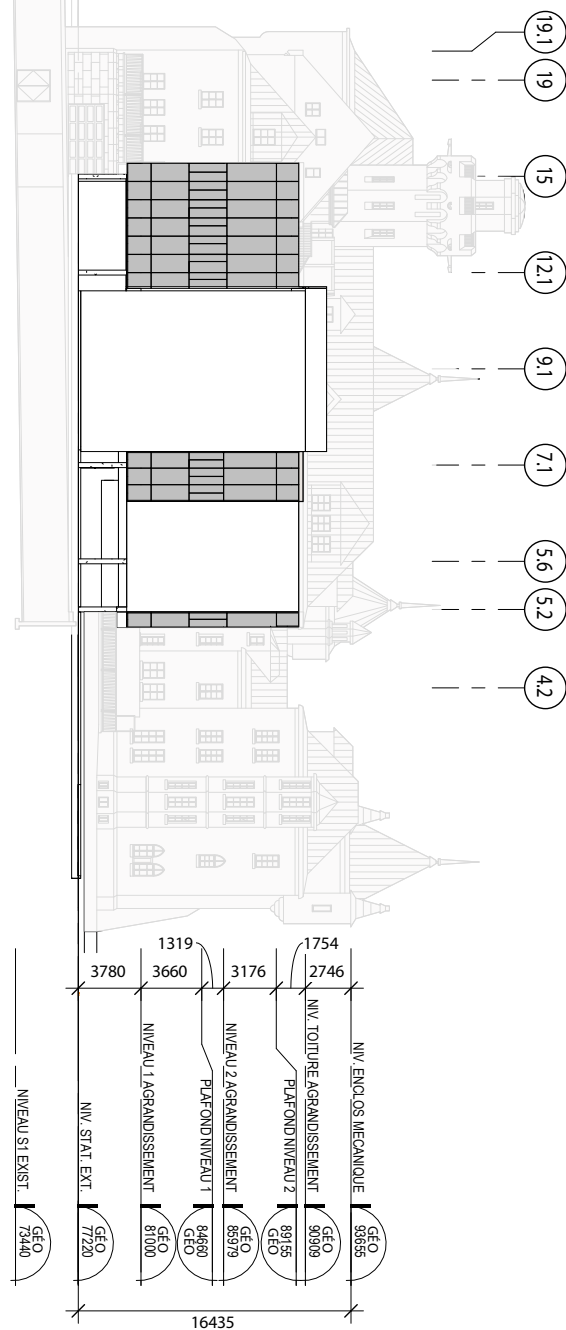 19.1
19
15
12.1
9.1
7.1
5.6
5.2
4.2
1319
1754
3780
3660
3176
2746
NIV. ENCLOS MÉCANIQUE
GÉO
93655
NIV. TOITURE AGRANDISSEMENT
GÉO
90909
PLAFOND NIVEAU 2
GÉO
89155
NIVEAU 2 AGRANDISSEMENT
GÉO
85979
PLAFOND NIVEAU 1
GÉO
84660
NIVEAU 1 AGRANDISSEMENT
GÉO
81000
NIV. STAT. EXT.
GÉO
77220
NIVEAU S1 EXIST.
GÉO
73440
16435